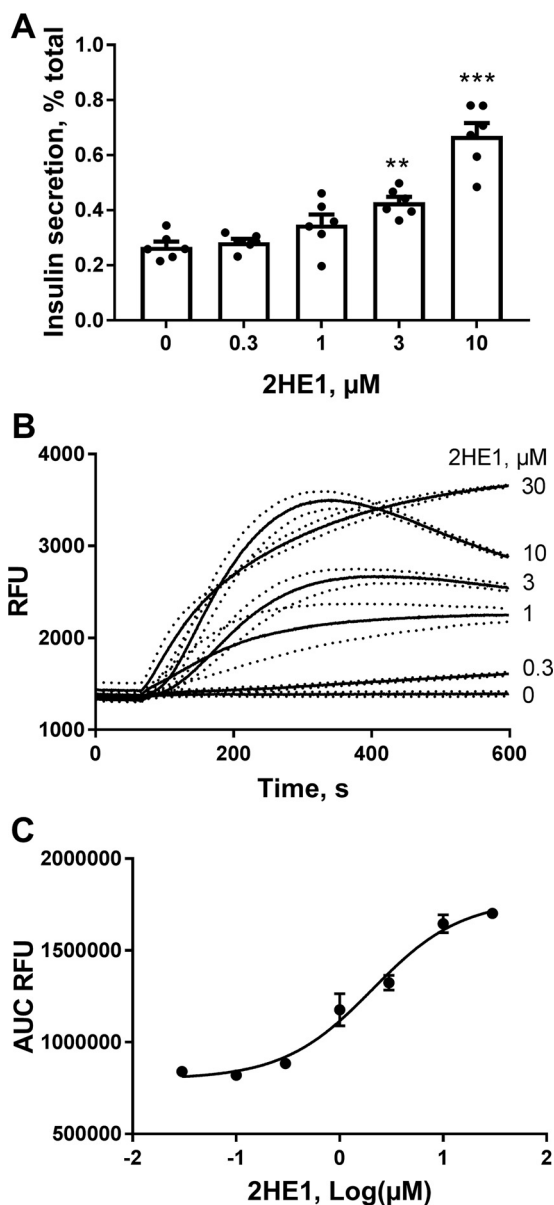 A
Insulin secretion, % total
1.0
0.8
0.6
0.4
0.2
0.0
**
***
0 0.3 1 3 10
2HE1, µM
B
RFU
4000
3000
2000
1000
2HE1, µM
30
10
3
1
0.3
0
0 200 400 600
Time, s
C
AUC RFU
2000000
1500000
1000000
500000
-2 -1 0 1 2
2HE1, Log(µM)